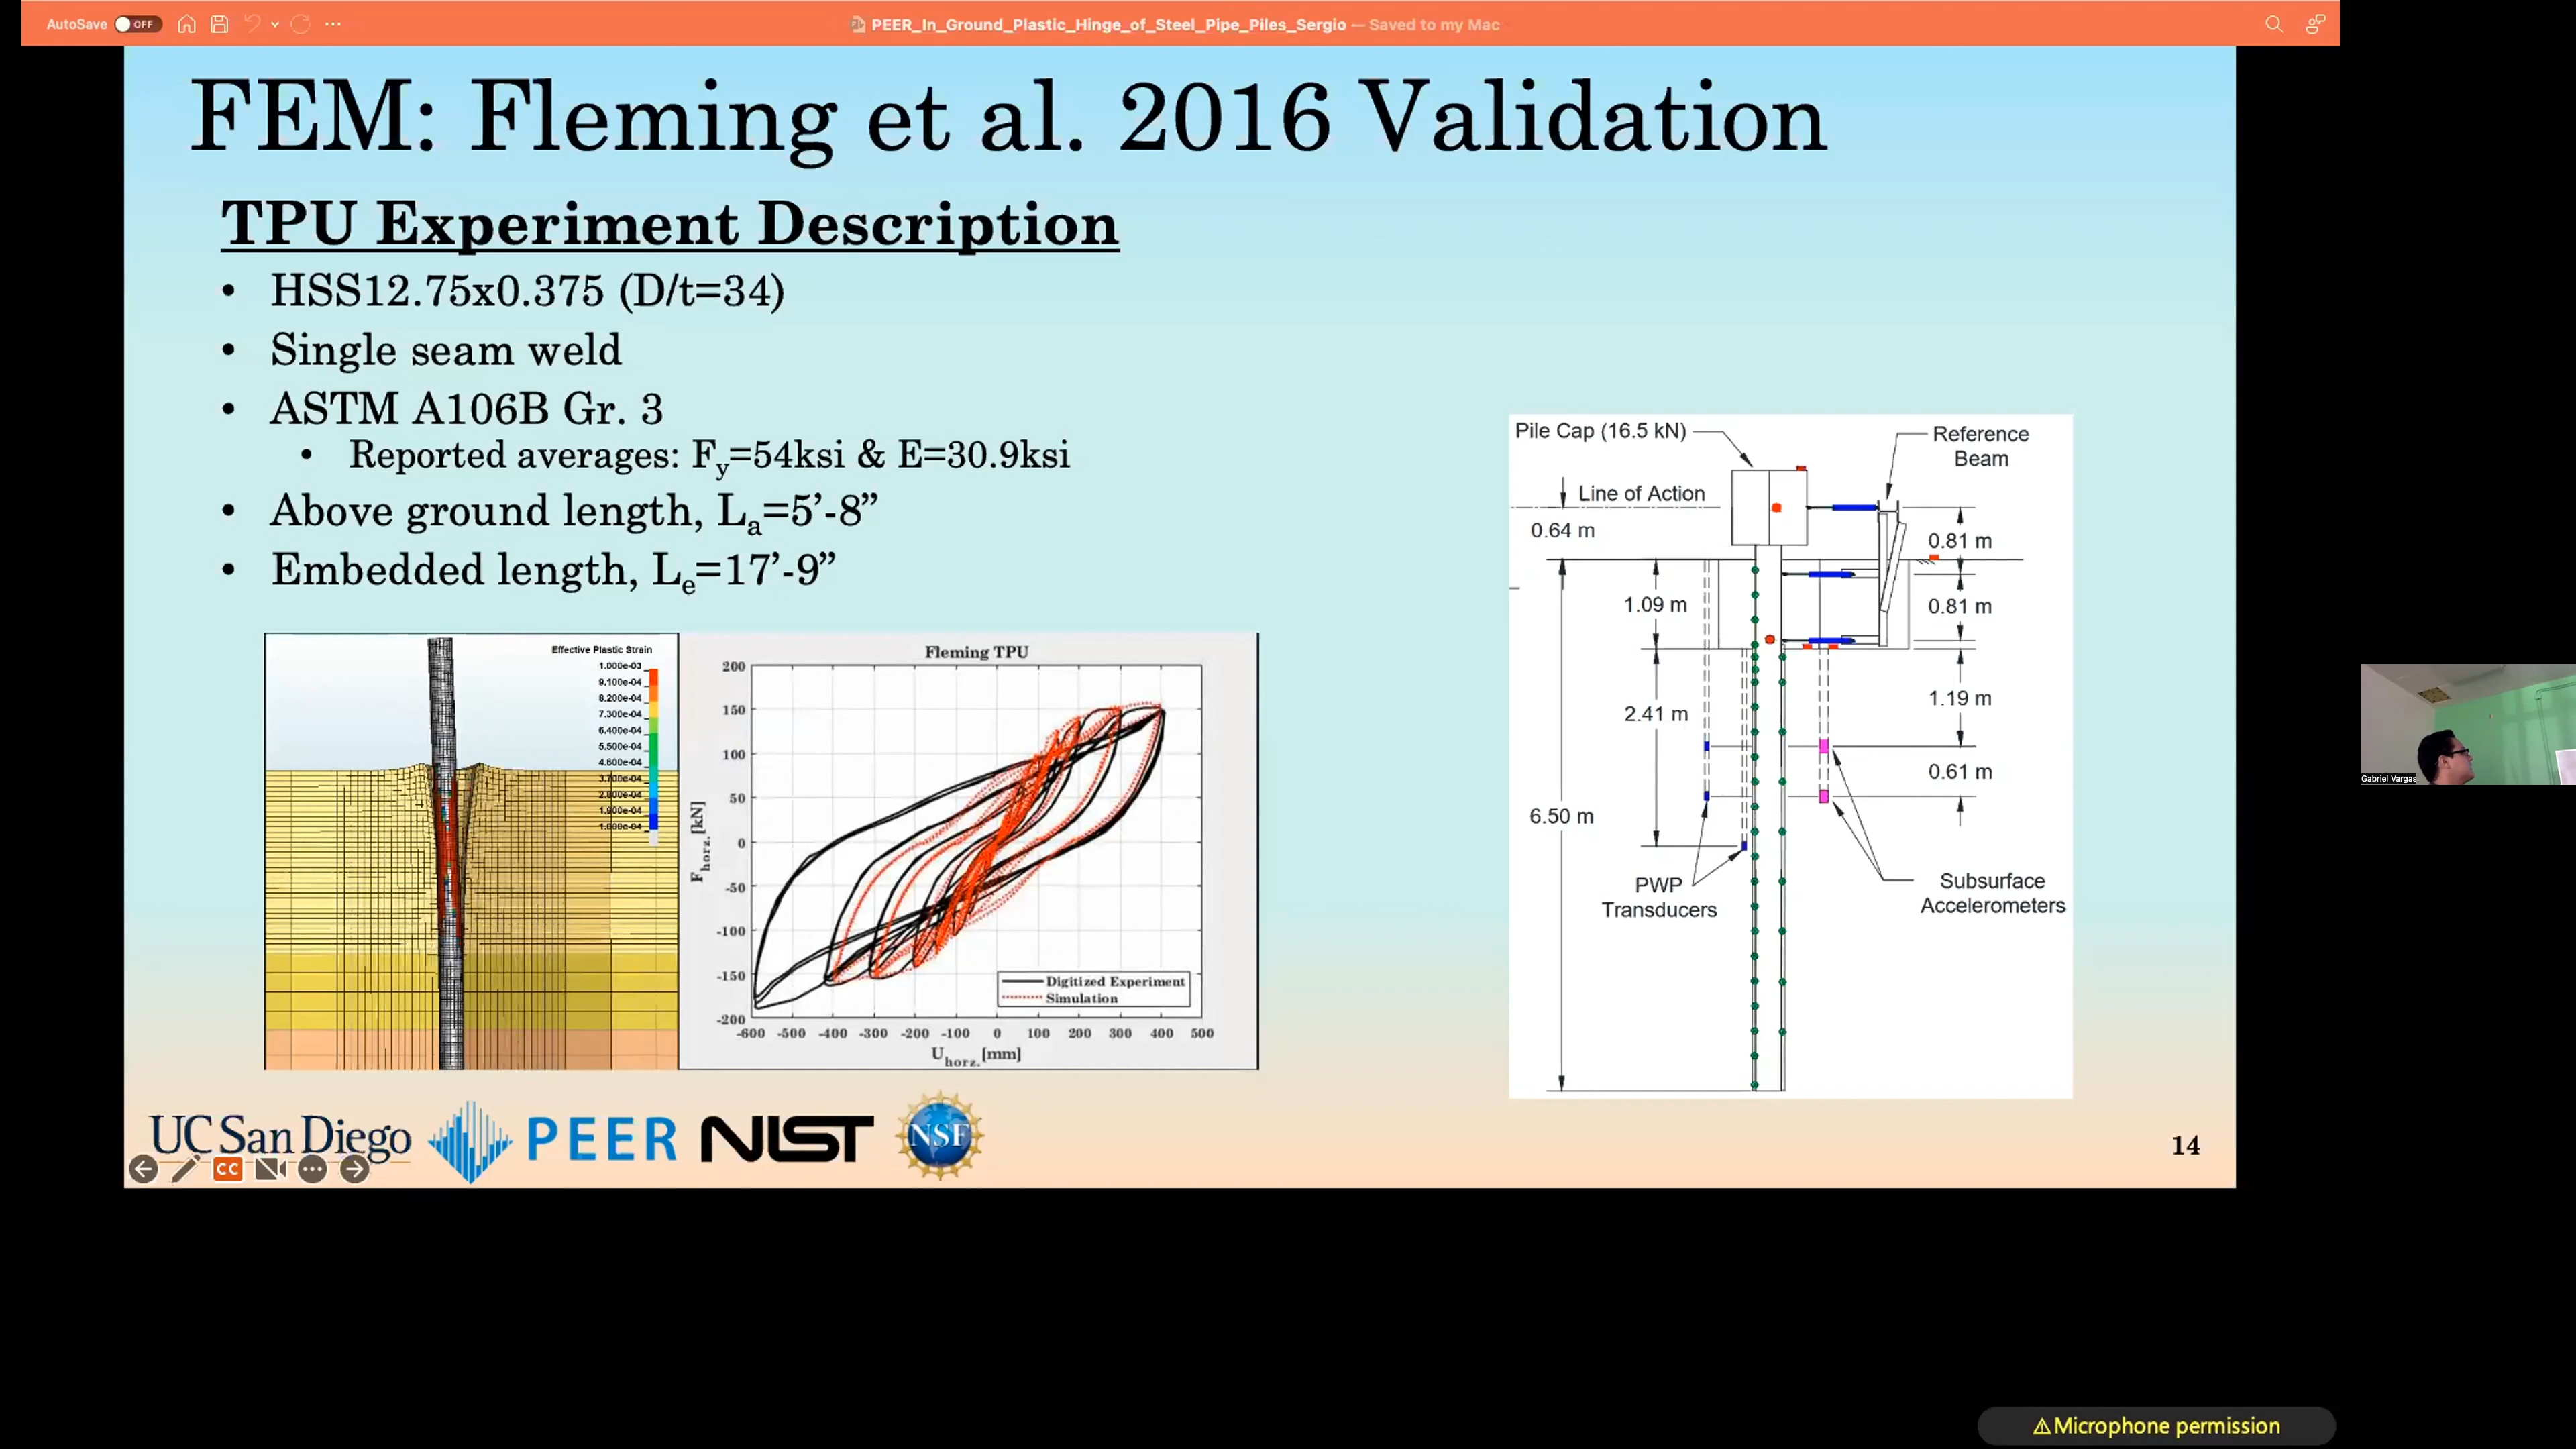 AutoSave OFF
PEER_In_Ground_Plastic_Hinge_of_Steel_Pipe_Piles_Sergio — Saved to my Mac
FEM: Fleming et al. 2016 Validation
TPU Experiment Description
• HSS12.75x0.375 (D/t=34)
• Single seam weld
• ASTM A106B Gr. 3
• Reported averages: Fy=54ksi & E=30.9ksi
• Above ground length, La=5’-8”
• Embedded length, Le=17’-9”
Effective Plastic Strain
1.000e-03
9.100e-04
8.200e-04
7.300e-04
6.400e-04
5.500e-04
4.600e-04
3.700e-04
2.800e-04
1.900e-04
1.000e-04
Fleming TPU
200
150
100
50
0
-50
-100
-150
-200
Fhorz.[kN]
-600 -500 -400 -300 -200 -100 0 100 200 300 400 500
Uhorz.[mm]
Digitized Experiment
Simulation
Pile Cap (16.5 kN)
Reference
Beam
Line of Action
0.64 m
0.81 m
1.09 m
0.81 m
2.41 m
1.19 m
0.61 m
6.50 m
PWP
Transducers
Subsurface
Accelerometers
UC San Diego
PEER
NIST
NSF
CC
14
Gabriel Vargas
⚠Microphone permission